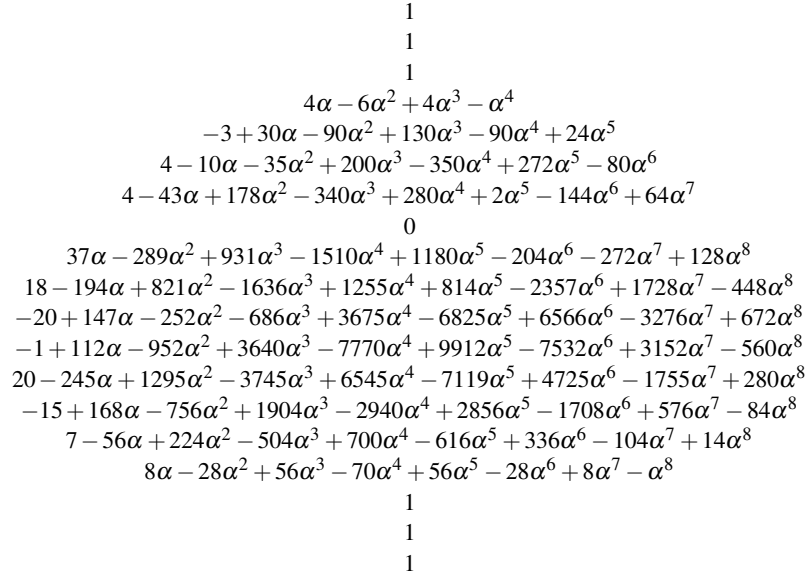 1
1
1
4α − 6α² + 4α³ − α⁴
−3 + 30α − 90α² + 130α³ − 90α⁴ + 24α⁵
4 − 10α − 35α² + 200α³ − 350α⁴ + 272α⁵ − 80α⁶
4 − 43α + 178α² − 340α³ + 280α⁴ + 2α⁵ − 144α⁶ + 64α⁷
0
37α − 289α² + 931α³ − 1510α⁴ + 1180α⁵ − 204α⁶ − 272α⁷ + 128α⁸
18 − 194α + 821α² − 1636α³ + 1255α⁴ + 814α⁵ − 2357α⁶ + 1728α⁷ − 448α⁸
−20 + 147α − 252α² − 686α³ + 3675α⁴ − 6825α⁵ + 6566α⁶ − 3276α⁷ + 672α⁸
−1 + 112α − 952α² + 3640α³ − 7770α⁴ + 9912α⁵ − 7532α⁶ + 3152α⁷ − 560α⁸
20 − 245α + 1295α² − 3745α³ + 6545α⁴ − 7119α⁵ + 4725α⁶ − 1755α⁷ + 280α⁸
−15 + 168α − 756α² + 1904α³ − 2940α⁴ + 2856α⁵ − 1708α⁶ + 576α⁷ − 84α⁸
7 − 56α + 224α² − 504α³ + 700α⁴ − 616α⁵ + 336α⁶ − 104α⁷ + 14α⁸
8α − 28α² + 56α³ − 70α⁴ + 56α⁵ − 28α⁶ + 8α⁷ − α⁸
1
1
1